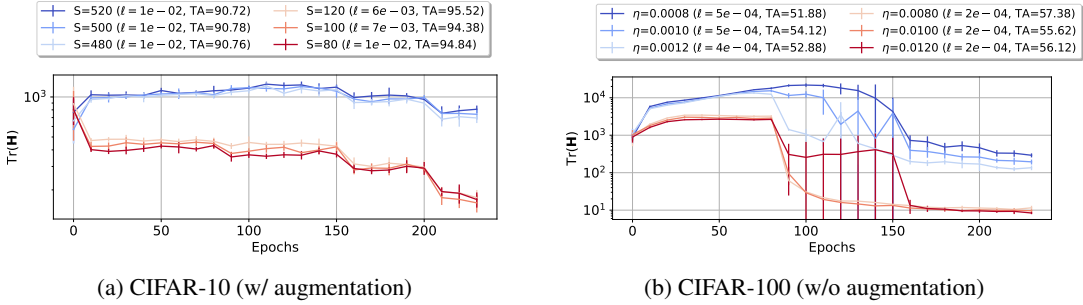 S=520 (ℓ = 1e−02, TA=90.72)
S=500 (ℓ = 1e−02, TA=90.78)
S=480 (ℓ = 1e−02, TA=90.76)
S=120 (ℓ = 6e−03, TA=95.52)
S=100 (ℓ = 7e−03, TA=94.38)
S=80 (ℓ = 1e−02, TA=94.84)
10³
Tr(H)
0 50 100 150 200
Epochs
(a) CIFAR-10 (w/ augmentation)
η=0.0008 (ℓ = 5e−04, TA=51.88)
η=0.0010 (ℓ = 5e−04, TA=54.12)
η=0.0012 (ℓ = 4e−04, TA=52.88)
η=0.0080 (ℓ = 2e−04, TA=57.38)
η=0.0100 (ℓ = 2e−04, TA=55.62)
η=0.0120 (ℓ = 2e−04, TA=56.12)
10⁴
10³
10²
10¹
Tr(H)
0 50 100 150 200
Epochs
(b) CIFAR-100 (w/o augmentation)